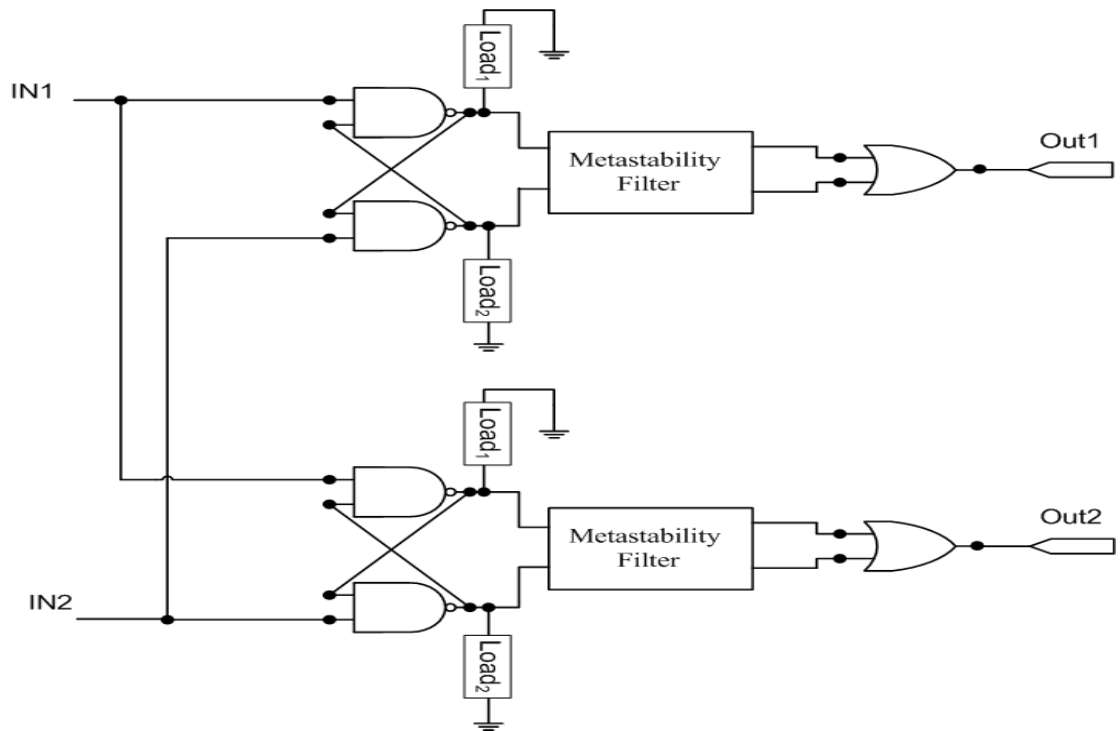 Load₁
IN1
Metastability
Filter
Out1
Load₂
Load₁
Metastability
Filter
Out2
IN2
Load₂